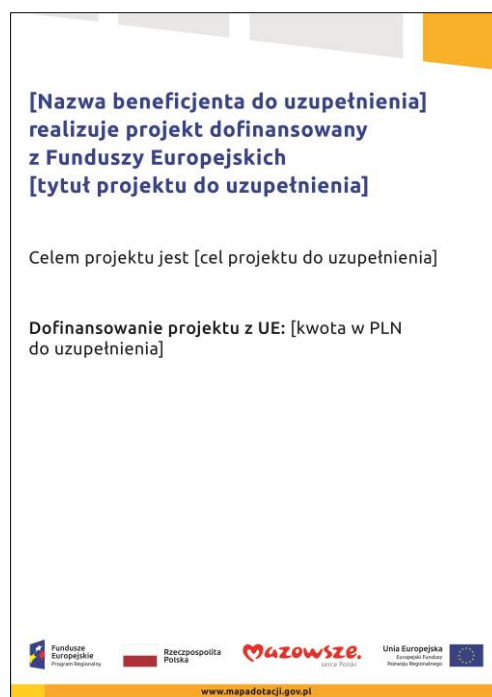 [Nazwa beneficjenta do uzupełnienia]
realizuje projekt dofinansowany
z Funduszy Europejskich
[tytuł projektu do uzupełnienia]
Celem projektu jest [cel projektu do uzupełnienia]
Dofinansowanie projektu z UE: [kwota w PLN
do uzupełnienia]
Fundusze
Europejskie
Program Regionalny
Rzeczpospolita
Polska
Mazowsze.
serce Polski
Unia Europejska
Europejski Fundusz
Rozwoju Regionalnego
www.mapadotacji.gov.pl